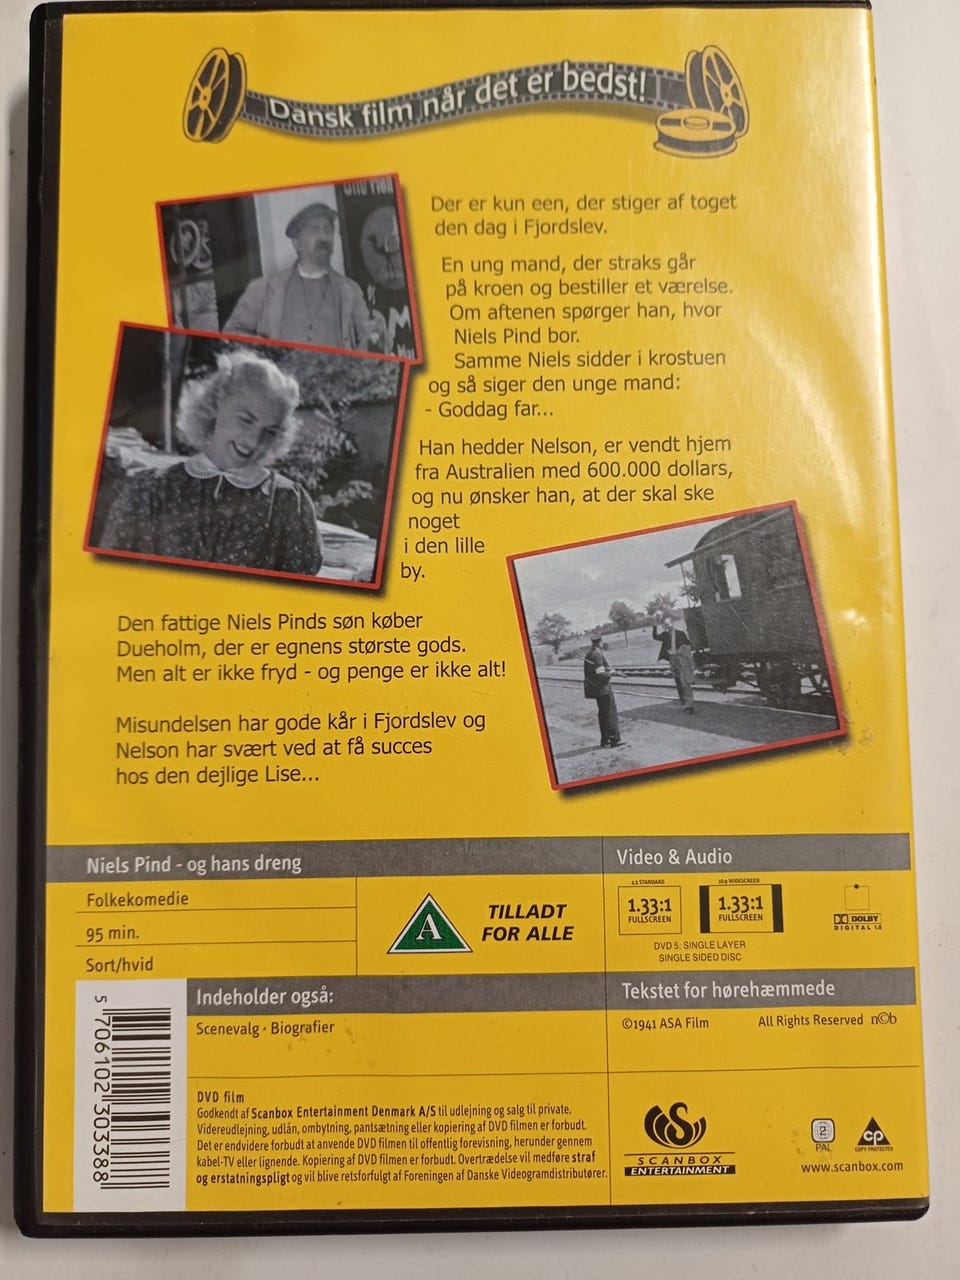 Dansk film når det er bedst!
Der er kun een, der stiger af toget
den dag i Fjordslev.
En ung mand, der straks går
på kroen og bestiller et værelse.
Om aftenen spørger han, hvor
Niels Pind bor.
Samme Niels sidder i krostuen
og så siger den unge mand:
- Goddag far...
Han hedder Nelson, er vendt hjem
fra Australien med 600.000 dollars,
og nu ønsker han, at der skal ske
noget
i den lille
by.
Den fattige Niels Pinds søn køber
Dueholm, der er egnens største gods.
Men alt er ikke fryd - og penge er ikke alt!
Misundelsen har gode kår i Fjordslev og
Nelson har svært ved at få succes
hos den dejlige Lise...
Niels Pind - og hans dreng
Folkekomedie
95 min.
Sort/hvid
A
TILLADT
FOR ALLE
Video & Audio
4:3 STANDARD
1.33:1
FULLSCREEN
16:9 WIDESCREEN
1.33:1
FULLSCREEN
DVD 5: SINGLE LAYER
SINGLE SIDED DISC
DOLBY
DIGITAL 1.0
Indeholder også:
Scenevalg · Biografier
Tekstet for hørehæmmede
©1941 ASA Film
All Rights Reserved n©b
5 706102 303388
DVD film
Godkendt af Scanbox Entertainment Denmark A/S til udlejning og salg til private.
Videreudlejning, udlån, ombytning, pantsætning eller kopiering af DVD filmen er forbudt.
Det er endvidere forbudt at anvende DVD filmen til offentlig forevisning, herunder gennem
kabel-TV eller lignende. Kopiering af DVD filmen er forbudt. Overtrædelse vil medføre straf
og erstatningspligt og vil blive retsforfulgt af Foreningen af Danske Videogramdistributører.
SCANBOX
ENTERTAINMENT
2
PAL
CP
COPY PROTECTED
www.scanbox.com